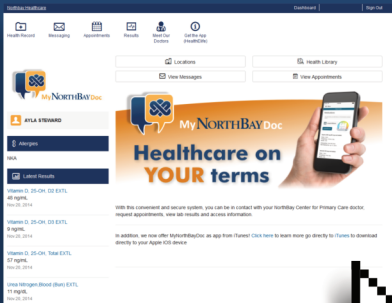 Northbay Healthcare
Dashboard
Sign Out
Health Record
Messaging
Appointments
Results
Meet Our
Doctors
Get the App
(HealthELife)
Locations
Health Library
View Messages
View Appointments
MyNORTHBAYDoc
AYLA STEWARD
Allergies
NKA
Latest Results
Vitamin D, 25-OH, D2 EXTL
48 ng/mL
Nov 20, 2014
Vitamin D, 25-OH, D3 EXTL
9 ng/mL
Nov 20, 2014
Vitamin D, 25-OH, Total EXTL
57 ng/mL
Nov 20, 2014
Urea Nitrogen,Blood (Bun) EXTL
11 mg/dL
MyNORTHBAYDoc
Healthcare on
YOUR terms
With this convenient and secure system, you can be in contact with your NorthBay Center for Primary Care doctor,
request appointments, view lab results and access information.
In addition, we now offer MyNorthBayDoc as app from iTunes! Click here to learn more go directly to iTunes to download
directly to your Apple IOS device